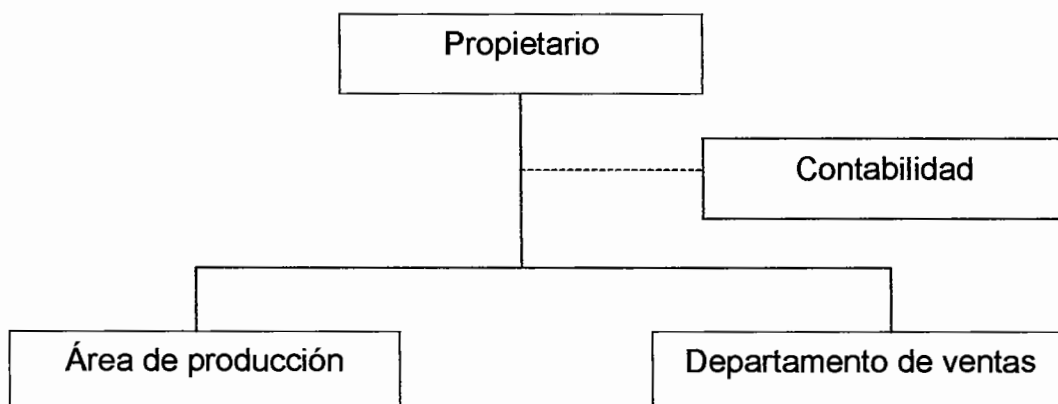 Propietario
Contabilidad
Área de producción
Departamento de ventas